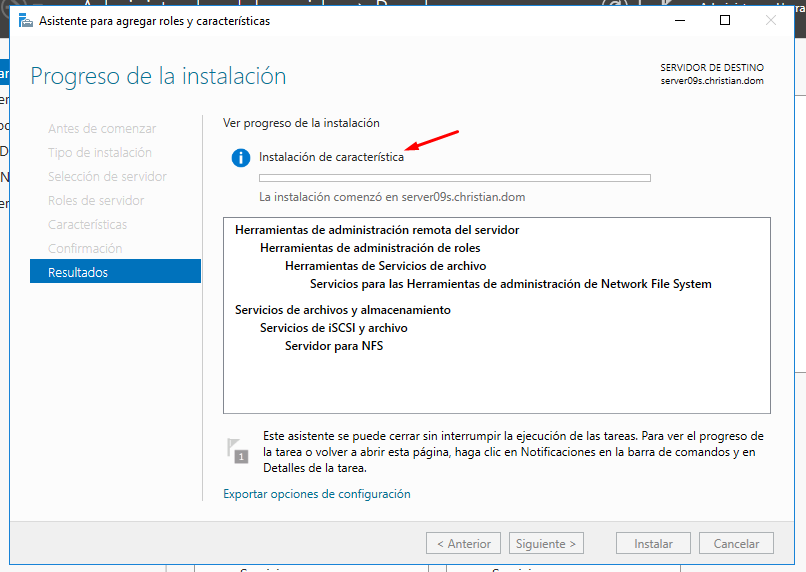 Asistente para agregar roles y características
Progreso de la instalación
SERVIDOR DE DESTINO
server09s.christian.dom
Antes de comenzar
Tipo de instalación
Selección de servidor
Roles de servidor
Características
Confirmación
Resultados
Ver progreso de la instalación
Instalación de característica
La instalación comenzó en server09s.christian.dom
Herramientas de administración remota del servidor
Herramientas de administración de roles
Herramientas de Servicios de archivo
Servicios para las Herramientas de administración de Network File System
Servicios de archivos y almacenamiento
Servicios de iSCSI y archivo
Servidor para NFS
1
Este asistente se puede cerrar sin interrumpir la ejecución de las tareas. Para ver el progreso de
la tarea o volver a abrir esta página, haga clic en Notificaciones en la barra de comandos y en
Detalles de la tarea.
Exportar opciones de configuración
< Anterior
Siguiente >
Instalar
Cancelar